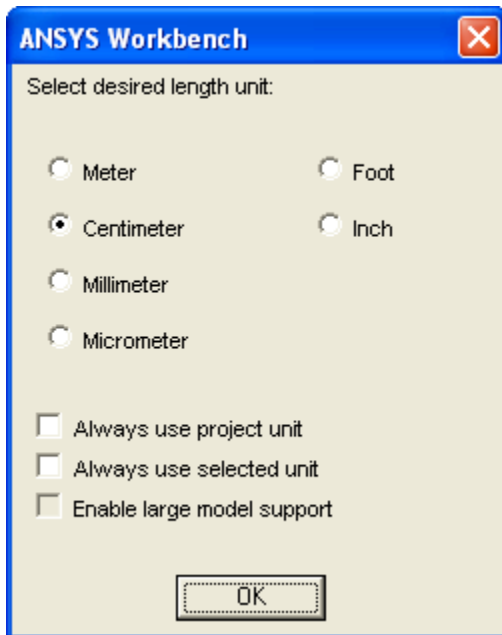 ANSYS Workbench
Select desired length unit:
Meter
Foot
Centimeter
Inch
Millimeter
Micrometer
Always use project unit
Always use selected unit
Enable large model support
OK